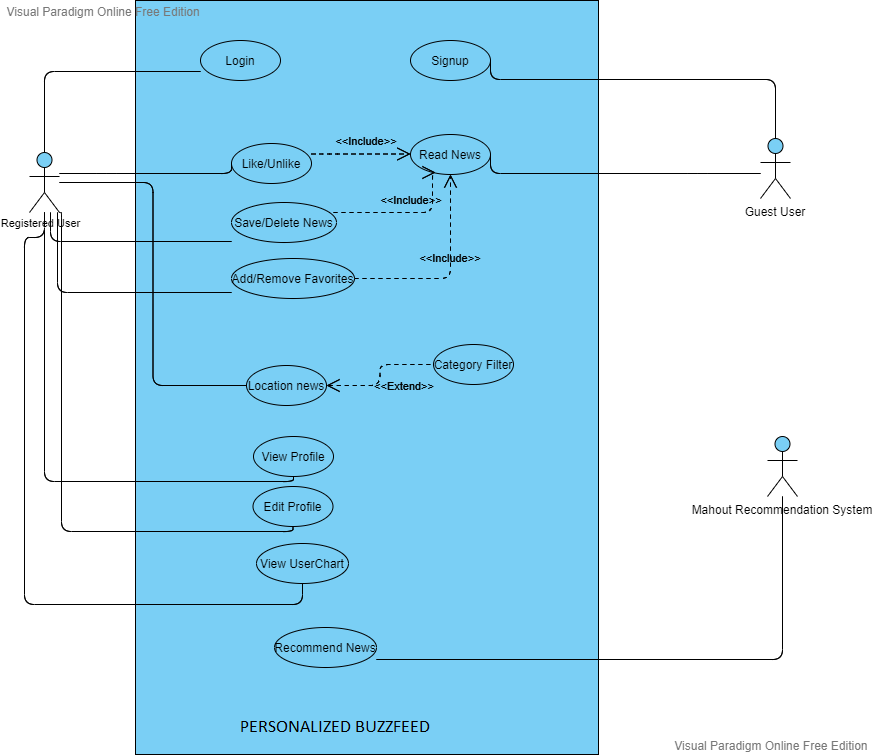 Visual Paradigm Online Free Edition
Login
Signup
<<Include>>
Like/Unlike
Read News
<<Include>>
Registered User
Save/Delete News
Guest User
<<Include>>
Add/Remove Favorites
Category Filter
Location news
<<Extend>>
View Profile
Edit Profile
Mahout Recommendation System
View UserChart
Recommend News
PERSONALIZED BUZZFEED
Visual Paradigm Online Free Edition